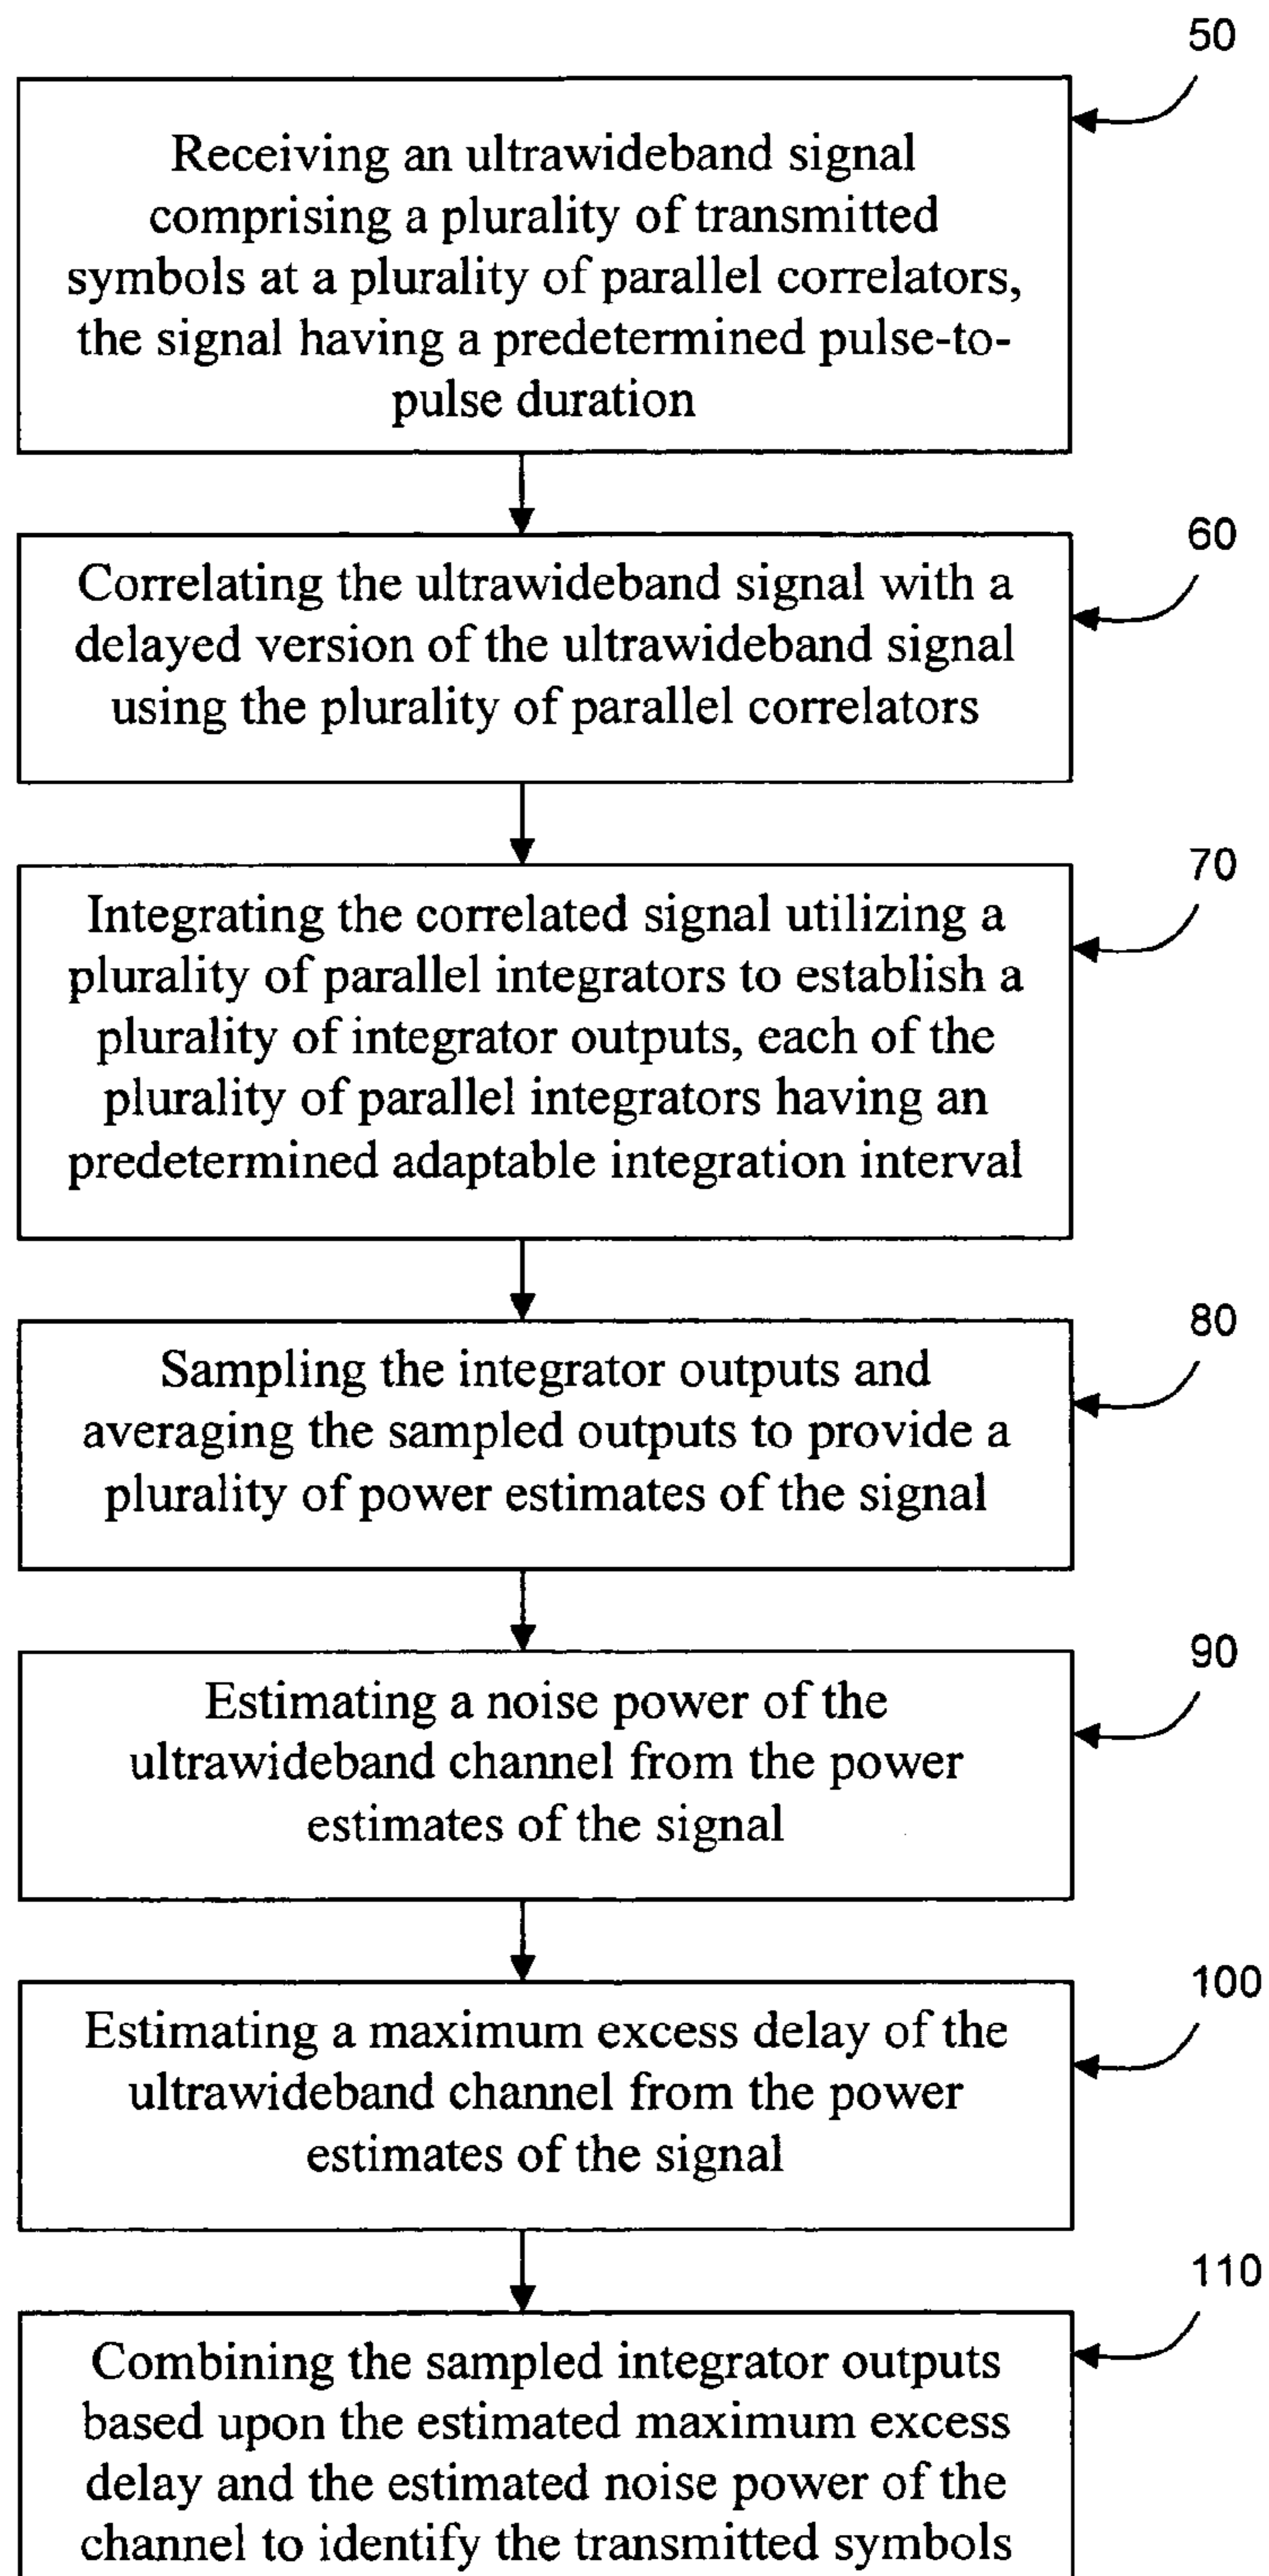 50
Receiving an ultrawideband signal
comprising a plurality of transmitted
symbols at a plurality of parallel correlators,
the signal having a predetermined pulse-to-
pulse duration
60
Correlating the ultrawideband signal with a
delayed version of the ultrawideband signal
using the plurality of parallel correlators
70
Integrating the correlated signal utilizing a
plurality of parallel integrators to establish a
plurality of integrator outputs, each of the
plurality of parallel integrators having an
predetermined adaptable integration interval
80
Sampling the integrator outputs and
averaging the sampled outputs to provide a
plurality of power estimates of the signal
90
Estimating a noise power of the
ultrawideband channel from the power
estimates of the signal
100
Estimating a maximum excess delay of the
ultrawideband channel from the power
estimates of the signal
110
Combining the sampled integrator outputs
based upon the estimated maximum excess
delay and the estimated noise power of the
channel to identify the transmitted symbols